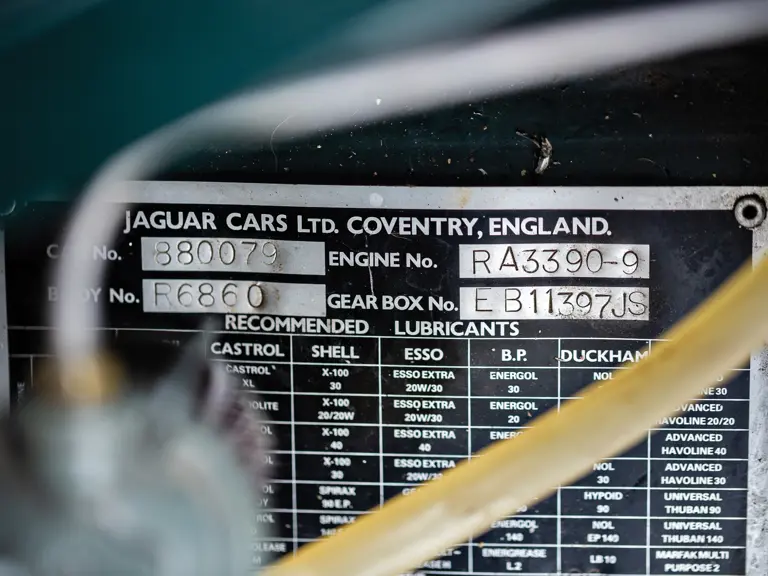 JAGUAR CARS LTD. COVENTRY, ENGLAND.
No. 880079 ENGINE No. RA3390-9
No. R6860 GEAR BOX No. EB11397JS
RECOMMENDED LUBRICANTS
CASTROL SHELL ESSO B.P. DUCKHAM
CASTROL X-100 ESSO EXTRA ENERGOL NOL
XL 30 20W/30 30
X-100 ESSO EXTRA ENERGOL ADVANCED
20/20W 20W/30 20 HAVOLINE 20/20
X-100 ESSO EXTRA ADVANCED
40 40 HAVOLINE 40
X-100 ESSO EXTRA NOL ADVANCED
30 20W/30 30 HAVOLINE 30
SPIRAX HYPOID UNIVERSAL
90 E.P. 90 THUBAN 90
SPIRAX ENERGOL NOL UNIVERSAL
140 EP 140 THUBAN 140
ENERGREASE LB 10 MARFAK MULTI
L.2 PURPOSE 2